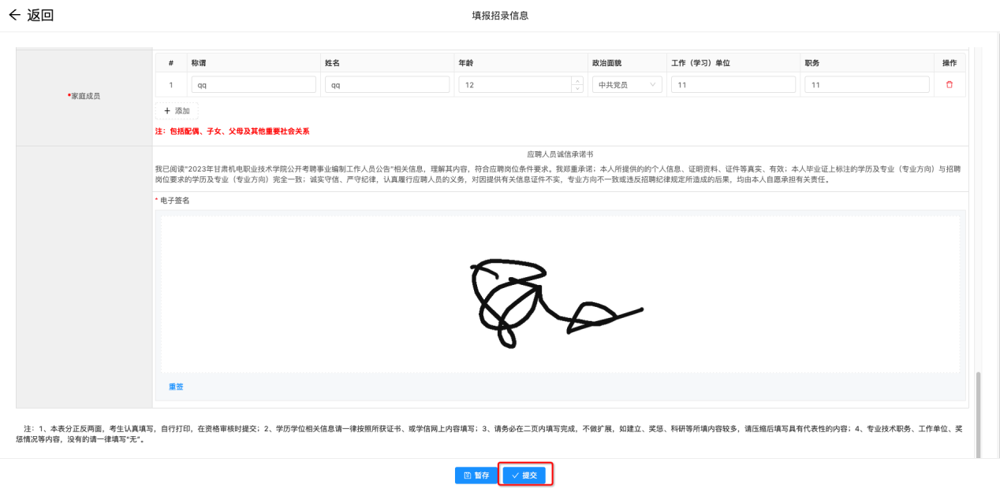 返回
填报招录信息
# 称谓 姓名 年龄 政治面貌 工作（学习）单位 职务 操作
1 qq qq 12 中共党员 11 11
*家庭成员
+ 添加
注：包括配偶、子女、父母及其他重要社会关系
应聘人员诚信承诺书
我已阅读"2023年甘肃机电职业技术学院公开考聘事业编制工作人员公告"相关信息，理解其内容，符合应聘岗位条件要求。我郑重承诺；本人所提供的的个人信息、证明资料、证件等真实、有效；本人毕业证上标注的学历及专业（专业方向）与招聘
岗位要求的学历及专业（专业方向）完全一致；诚实守信、严守纪律，认真履行应聘人员的义务，对因提供有关信息证件不实，专业方向不一致或违反招聘纪律规定所造成的后果，均由本人自愿承担有关责任。
* 电子签名
重签
注：1、本表分正反两面，考生认真填写，自行打印，在资格审核时提交；2、学历学位相关信息请一律按照所获证书、或学信网上内容填写；3、请务必在二页内填写完成，不做扩展，如建立、奖惩、科研等所填内容较多，请压缩后填写具有代表性的内容；4、专业技术职务、工作单位、奖
惩情况等内容，没有的请一律填写"无"。
暂存 提交